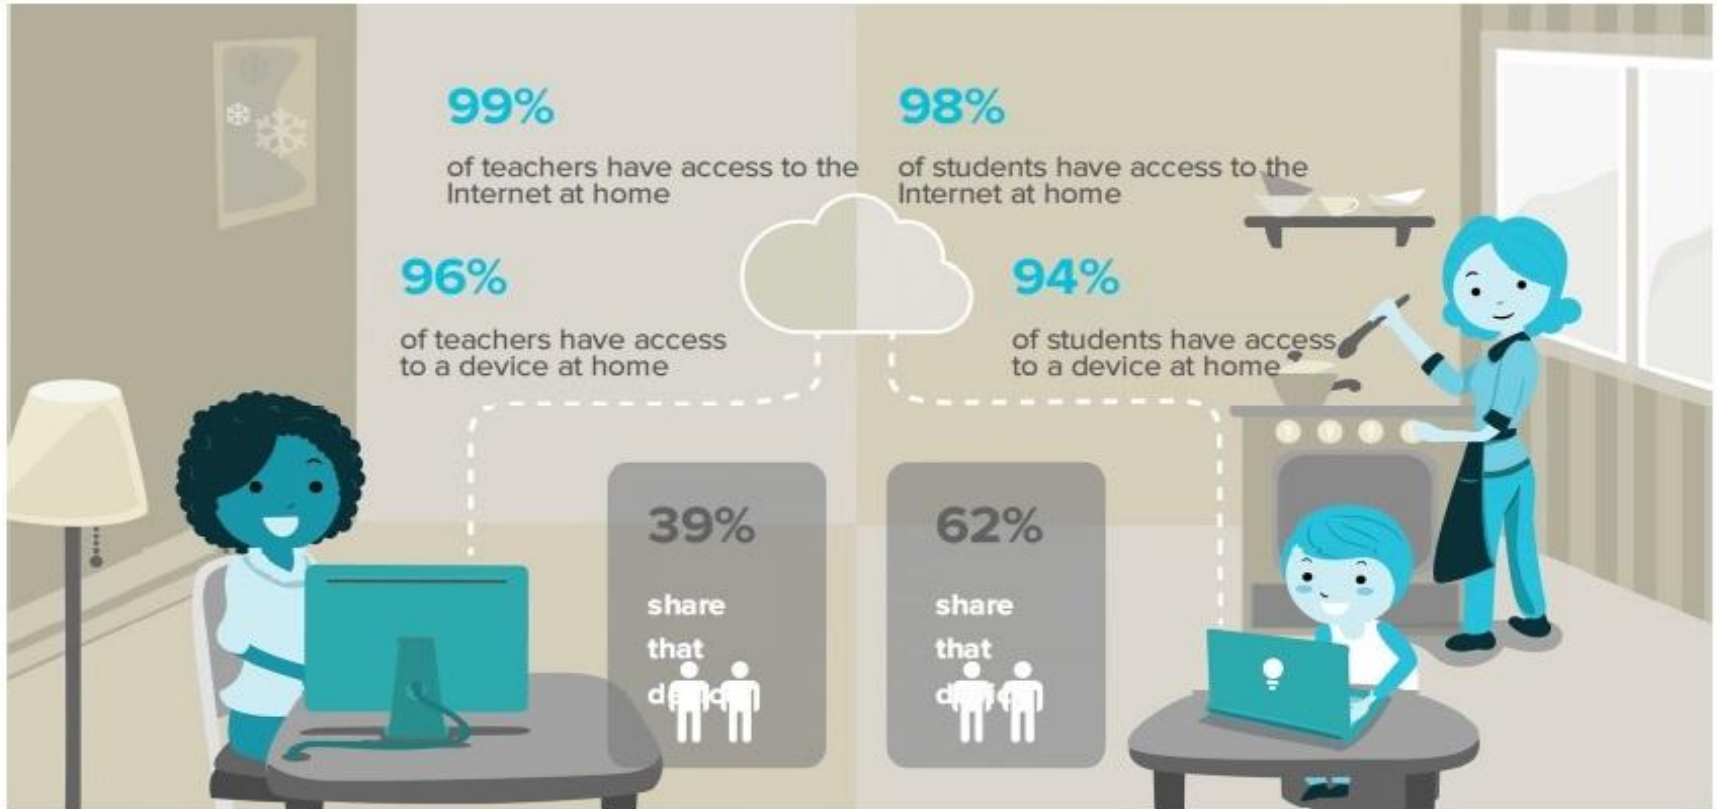 99%
of teachers have access to the
Internet at home
96%
of teachers have access
to a device at home
39%
share
that
98%
of students have access to the
Internet at home
94%
of students have access
to a device at home
62%
share
that